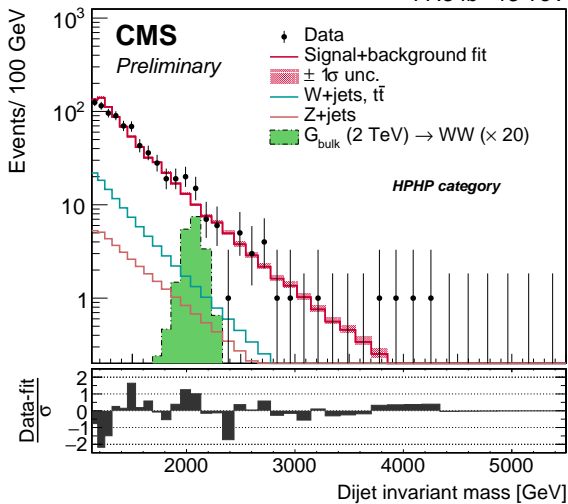 CMS
Preliminary
Data
Signal+background fit
± 1σ unc.
W+jets, tt̄
Z+jets
G_bulk (2 TeV) → WW (× 20)
HPHP category
Events/ 100 GeV
10³
10²
10
1
Data-fit
σ
2
1
0
−1
−2
2000 3000 4000 5000
Dijet invariant mass [GeV]